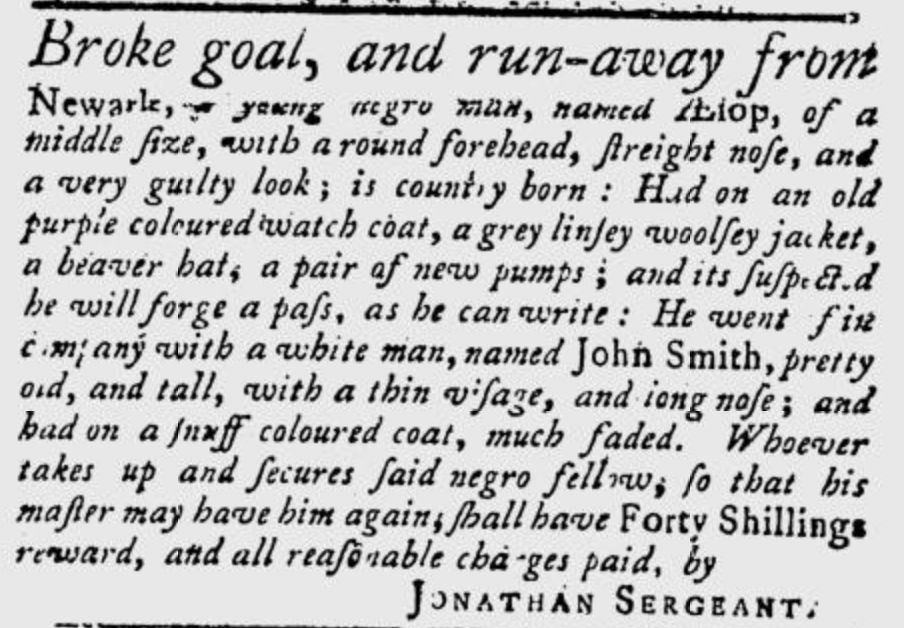 Broke goal, and run-away from
Newark, a young negro man, named Æsop, of a
middle ſize, with a round forehead, ſtreight noſe, and
a very guilty look; is country born: Had on an old
purple coloured watch coat, a grey linſey woolſey jacket,
a beaver hat, a pair of new pumps; and its ſuſpected
he will forge a paſs, as he can write: He went off in
company with a white man, named John Smith, pretty
old, and tall, with a thin viſage, and long noſe; and
had on a ſnuff coloured coat, much faded. Whoever
takes up and ſecures ſaid negro fellow, ſo that his
maſter may have him again, ſhall have Forty Shillings
reward, and all reaſonable charges paid, by
JONATHAN SERGEANT.